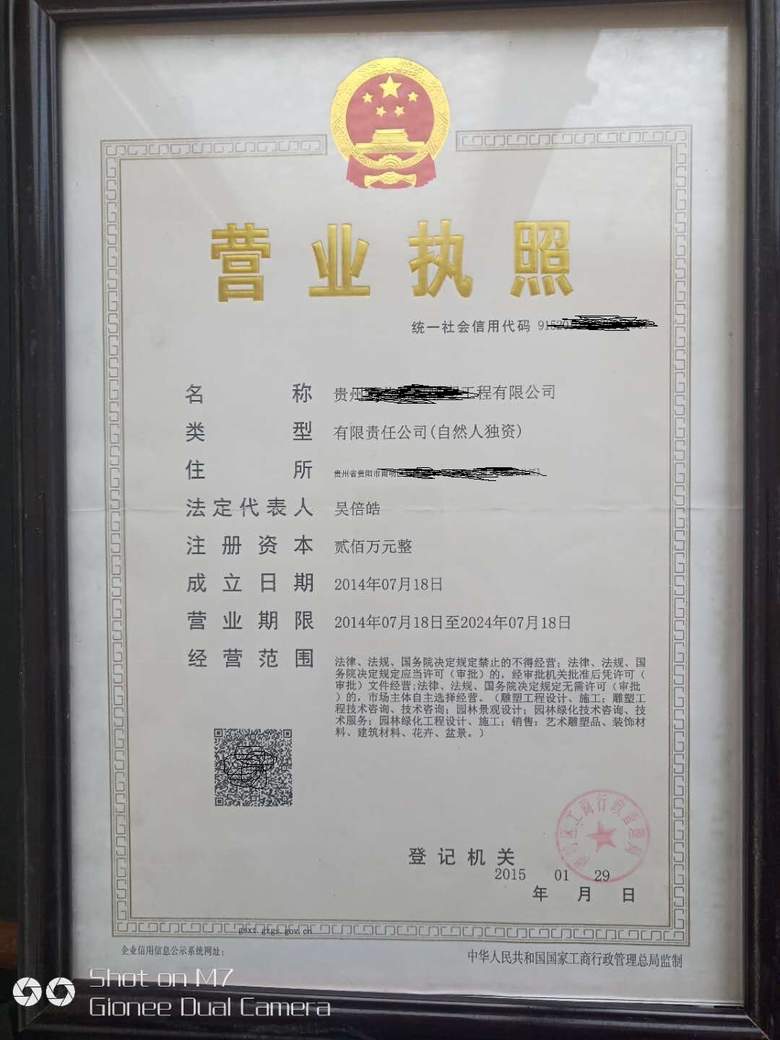 营业执照
统一社会信用代码 91520
名称 贵州 工程有限公司
类型 有限责任公司(自然人独资)
住所 贵州省贵阳市南明区
法定代表人 吴倍皓
注册资本 贰佰万元整
成立日期 2014年07月18日
营业期限 2014年07月18日至2024年07月18日
经营范围 法律、法规、国务院决定规定禁止的不得经营；法律、法规、国
务院决定规定应当许可（审批）的，经审批机关批准后凭许可（
审批）文件经营;法律、法规、国务院决定规定无需许可（审批
）的，市场主体自主选择经营。（雕塑工程设计、施工；雕塑工
程技术咨询、技术咨询；园林景观设计；园林绿化技术咨询、技
术服务；园林绿化工程设计、施工；销售：艺术雕塑品、装饰材
料、建筑材料、花卉、盆景。）
区工商行政管理局
登记机关
2015 01 29
年 月 日
gsxt.gzgs.gov.cn
企业信用信息公示系统网址：
中华人民共和国国家工商行政管理总局监制
Shot on M7
Gionee Dual Camera